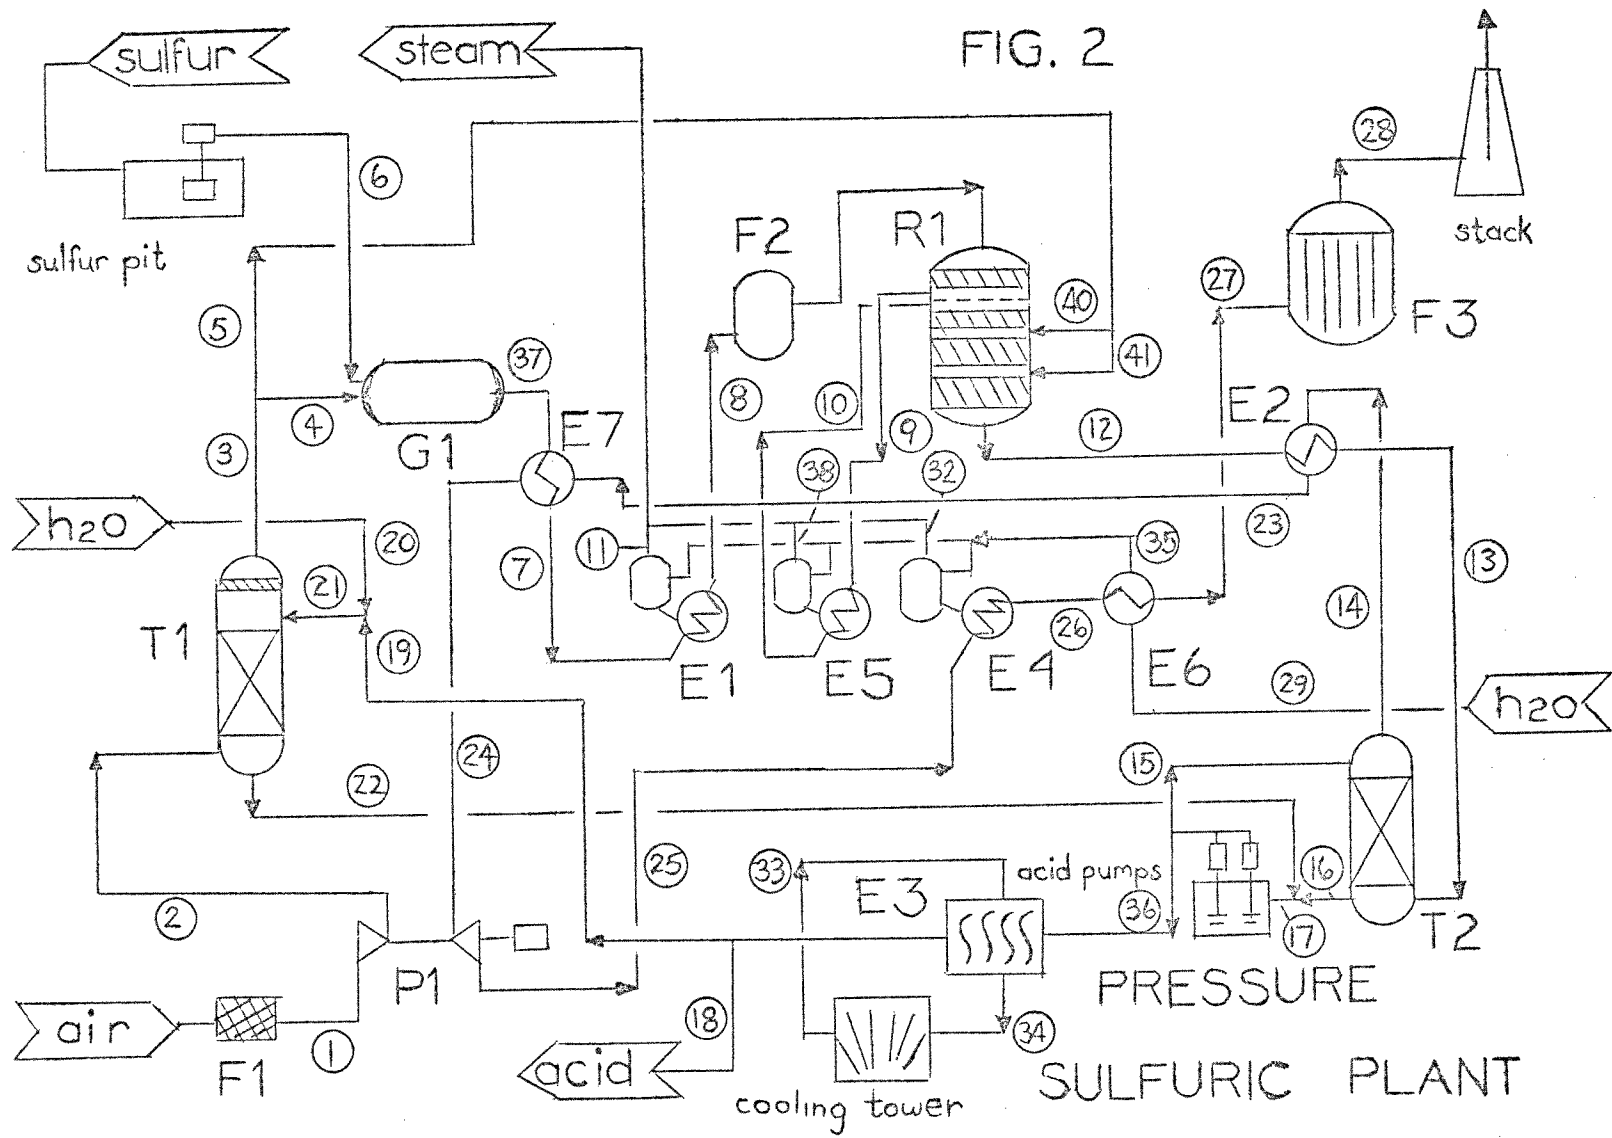 sulfur
steam
FIG. 2
28
6
sulfur pit
stack
F2
R1
27
5
40
F3
37
41
8
10
E2
4
G1
E7
9
12
3
38
32
h2o
20
11
35
23
7
13
21
14
T1
19
26
E1
E5
E4
E6
29
h2o
24
15
22
25
33
E3
acid pumps
16
2
36
17
T2
P1
PRESSURE
air
1
18
34
F1
acid
SULFURIC PLANT
cooling tower